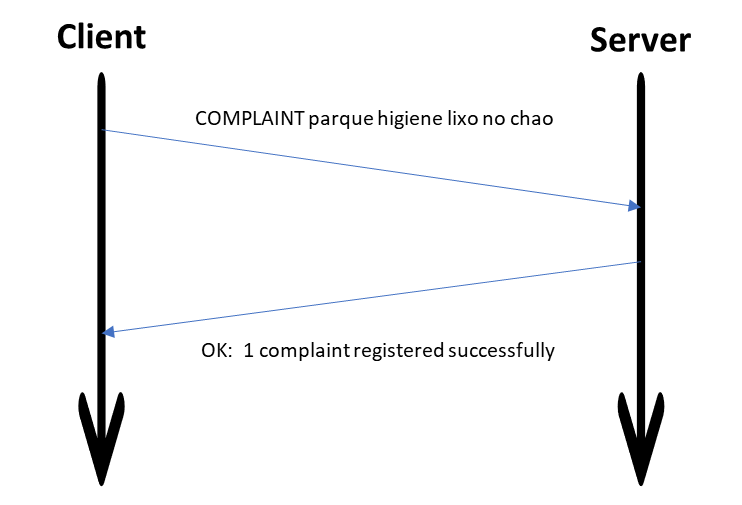 Client
Server
COMPLAINT parque higiene lixo no chao
OK:  1 complaint registered successfully